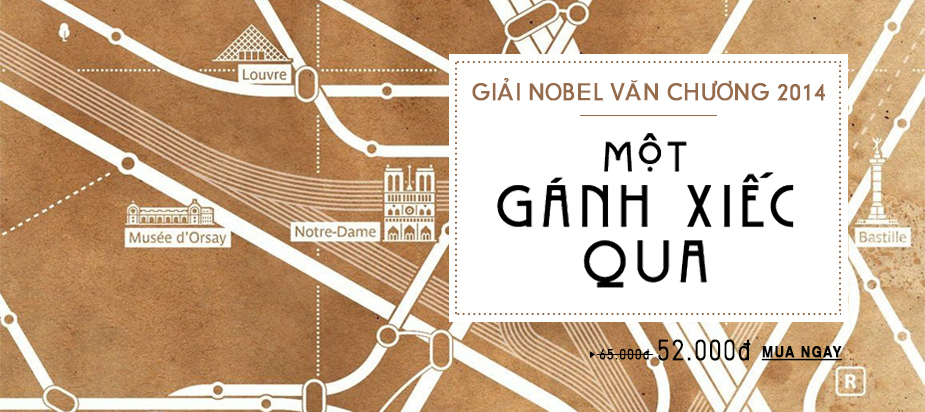 Louvre
GIẢI NOBEL VĂN CHƯƠNG 2014
MỘT
GÁNH XIẾC
QUA
Musée d'Orsay
Notre-Dame
Bastille
65.000đ 52.000đ MUA NGAY
R